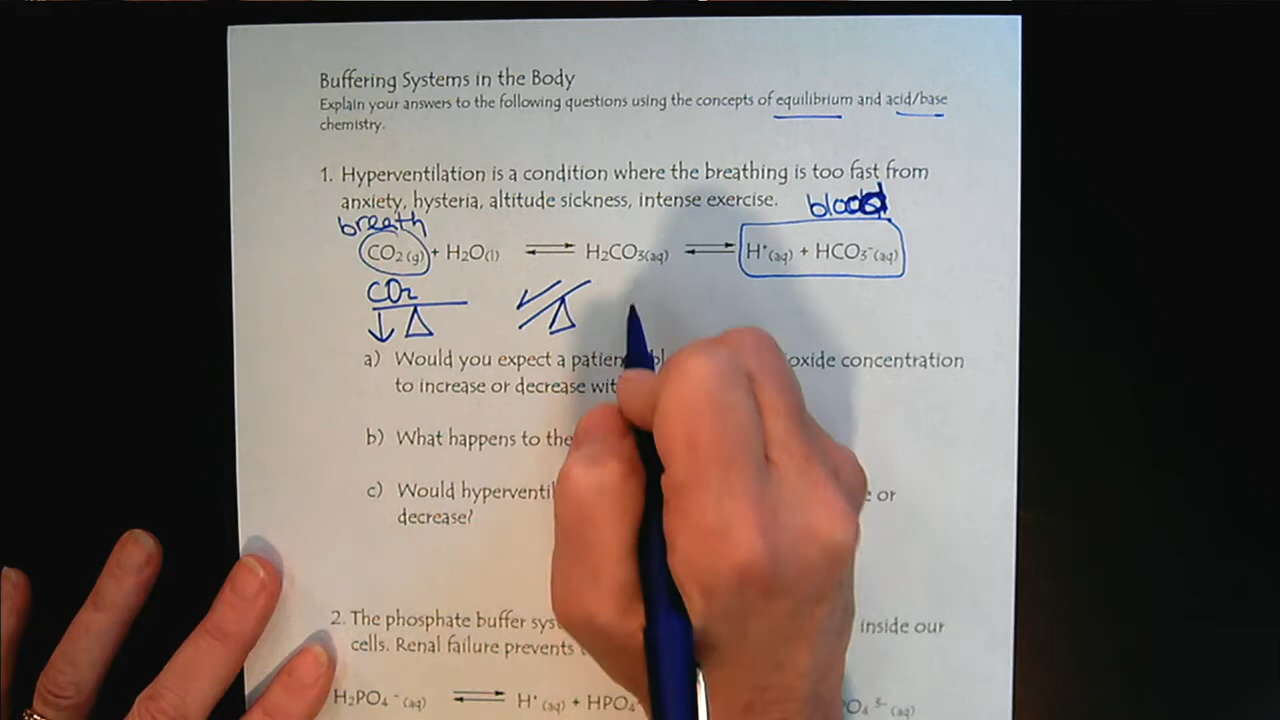 Buffering Systems in the Body
Explain your answers to the following questions using the concepts of equilibrium and acid/base
chemistry.
1. Hyperventilation is a condition where the breathing is too fast from
anxiety, hysteria, altitude sickness, intense exercise.
blood
breath
CO₂(g) + H₂O(l) ⇌ H₂CO₃(aq) ⇌ H⁺(aq) + HCO₃⁻(aq)
CO₂
↓ Δ
a) Would you expect a patien oxide concentration
to increase or decrease wit
b) What happens to the
c) Would hyperventil or
decrease?
2. The phosphate buffer sys inside our
cells. Renal failure prevents
H₂PO₄⁻(aq) ⇌ H⁺(aq) + HPO₄ PO₄³⁻(aq)